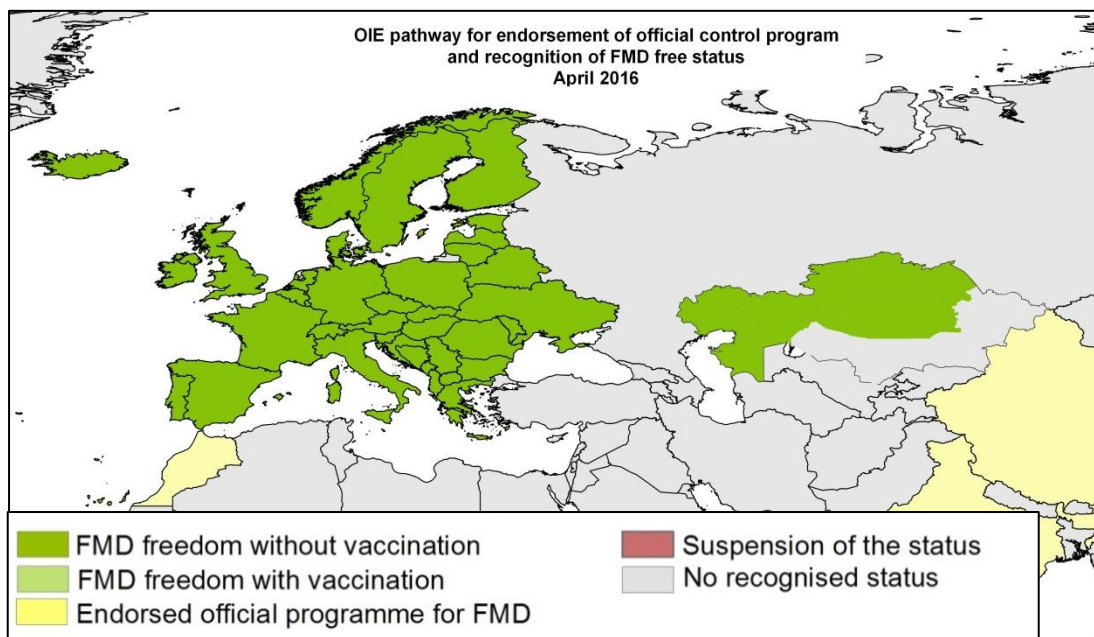 OIE pathway for endorsement of official control program
and recognition of FMD free status
April 2016
FMD freedom without vaccination
FMD freedom with vaccination
Endorsed official programme for FMD
Suspension of the status
No recognised status